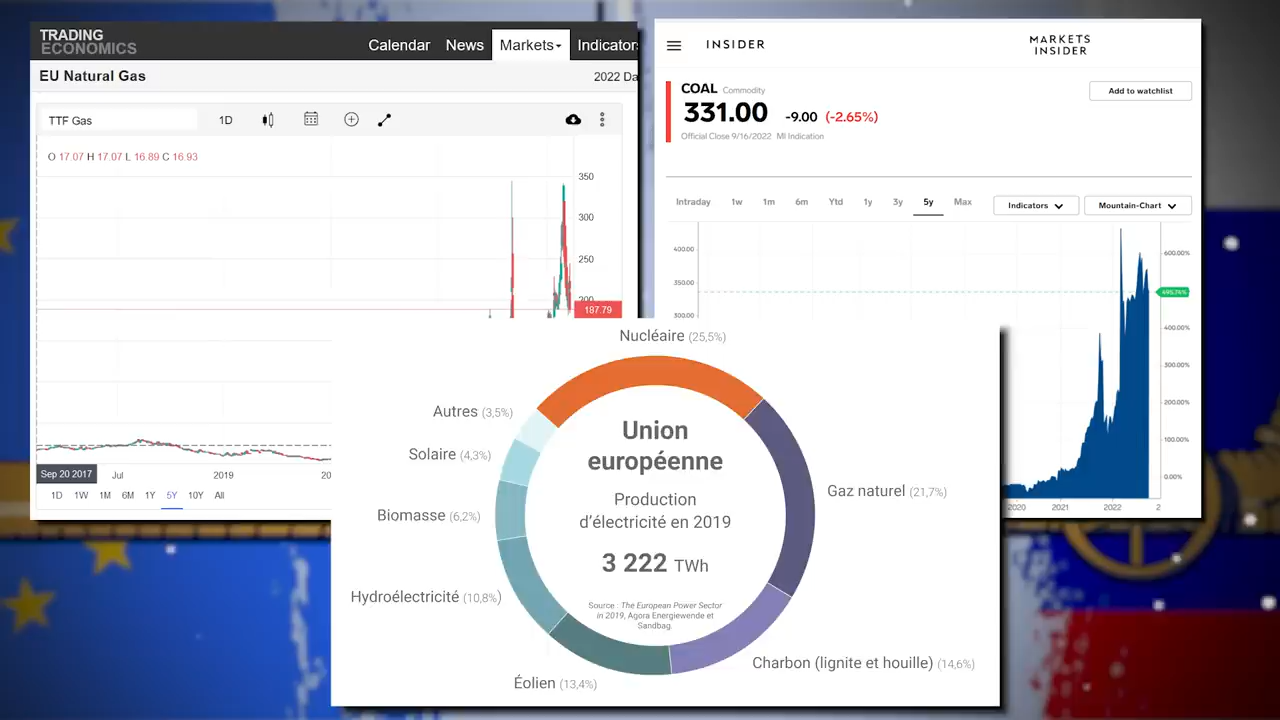 TRADING
ECONOMICS
Calendar News Markets Indicators
EU Natural Gas
2022 Da
TTF Gas 1D
O 17.07 H 17.07 L 16.89 C 16.93
350
300
250
200
187.79
Sep 20 2017 Jul 2019 20
1D 1W 1M 6M 1Y 5Y 10Y All
INSIDER
MARKETS
INSIDER
COAL Commodity
331.00 -9.00 (-2.65%)
Official Close 9/16/2022 MI Indication
Add to watchlist
Intraday 1w 1m 6m Ytd 1y 3y 5y Max Indicators Mountain-Chart
400.00
350.00
300.00
600.00%
495.74%
400.00%
300.00%
200.00%
100.00%
0.00%
2020 2021 2022 2
Nucléaire (25,5%)
Autres (3,5%)
Solaire (4,3%)
Biomasse (6,2%)
Hydroélectricité (10,8%)
Éolien (13,4%)
Gaz naturel (21,7%)
Charbon (lignite et houille) (14,6%)
Union
européenne
Production
d'électricité en 2019
3 222 TWh
Source : The European Power Sector
in 2019, Agora Energiewende et
Sandbag.